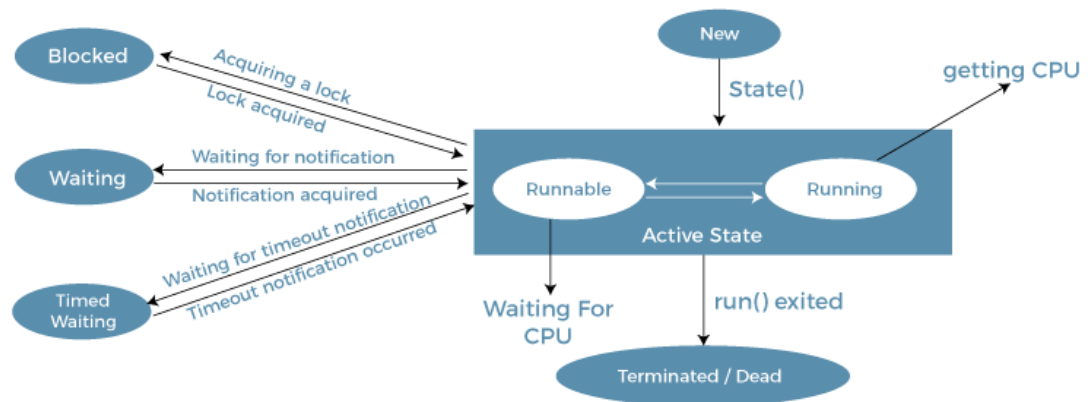 New
Blocked
Acquiring a lock
Lock acquired
State()
getting CPU
Waiting
Waiting for notification
Notification acquired
Runnable
Running
Active State
Waiting for timeout notification
Timeout notification occurred
Timed
Waiting
Waiting For
CPU
run() exited
Terminated / Dead